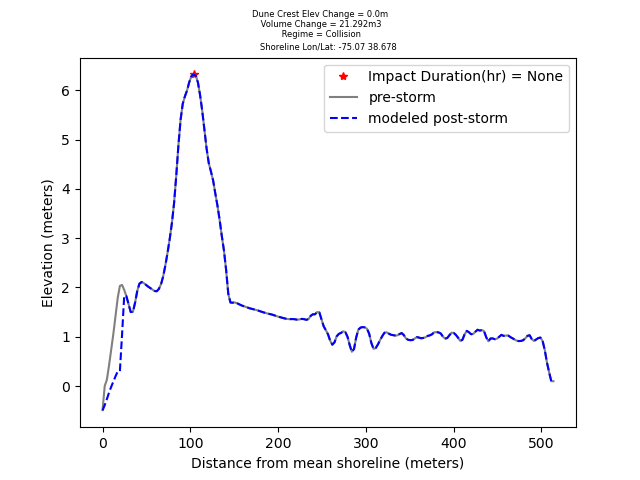 Dune Crest Elev Change = 0.0m
Volume Change = 21.292m3
Regime = Collision
Shoreline Lon/Lat: -75.07 38.678
Impact Duration(hr) = None
pre-storm
modeled post-storm
Elevation (meters)
6
5
4
3
2
1
0
0 100 200 300 400 500
Distance from mean shoreline (meters)